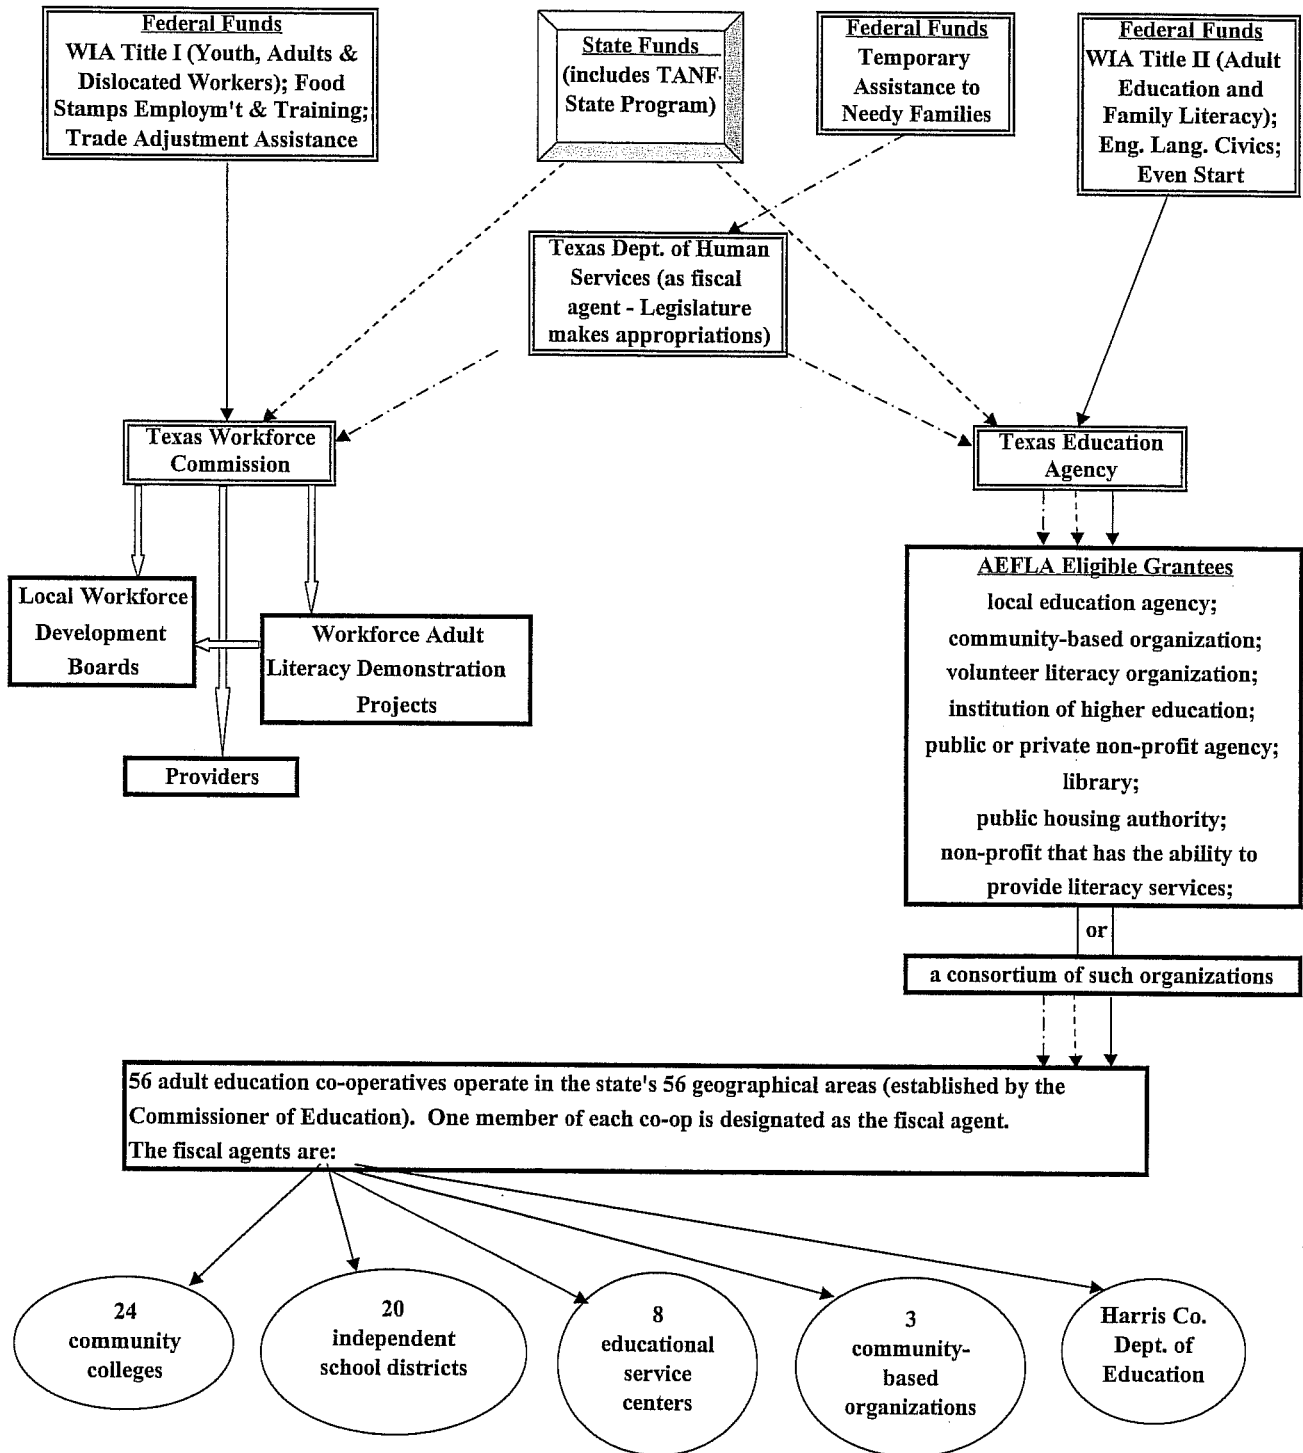 Federal Funds
WIA Title I (Youth, Adults &
Dislocated Workers); Food
Stamps Employm't & Training;
Trade Adjustment Assistance
State Funds
(includes TANF-
State Program)
Federal Funds
Temporary
Assistance to
Needy Families
Federal Funds
WIA Title II (Adult
Education and
Family Literacy);
Eng. Lang. Civics;
Even Start
Texas Dept. of Human
Services (as fiscal
agent - Legislature
makes appropriations)
Texas Workforce
Commission
Texas Education
Agency
Local Workforce
Development
Boards
Workforce Adult
Literacy Demonstration
Projects
Providers
AEFLA Eligible Grantees
local education agency;
community-based organization;
volunteer literacy organization;
institution of higher education;
public or private non-profit agency;
library;
public housing authority;
non-profit that has the ability to
provide literacy services;
or
a consortium of such organizations
56 adult education co-operatives operate in the state's 56 geographical areas (established by the
Commissioner of Education).  One member of each co-op is designated as the fiscal agent.
The fiscal agents are:
24
community
colleges
20
independent
school districts
8
educational
service
centers
3
community-
based
organizations
Harris Co.
Dept. of
Education